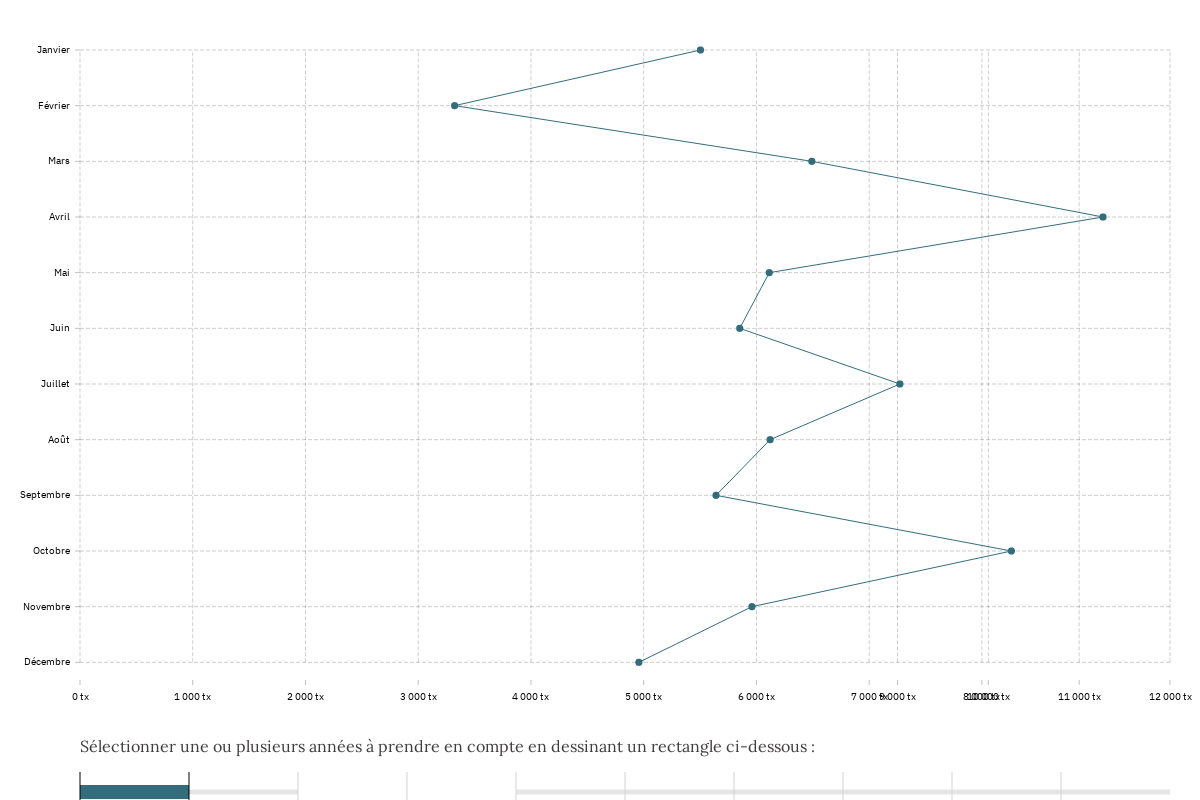 Janvier
Février
Mars
Avril
Mai
Juin
Juillet
Août
Septembre
Octobre
Novembre
Décembre
0 tx 1 000 tx 2 000 tx 3 000 tx 4 000 tx 5 000 tx 6 000 tx 11 000 tx 12 000 tx
Sélectionner une ou plusieurs années à prendre en compte en dessinant un rectangle ci-dessous :